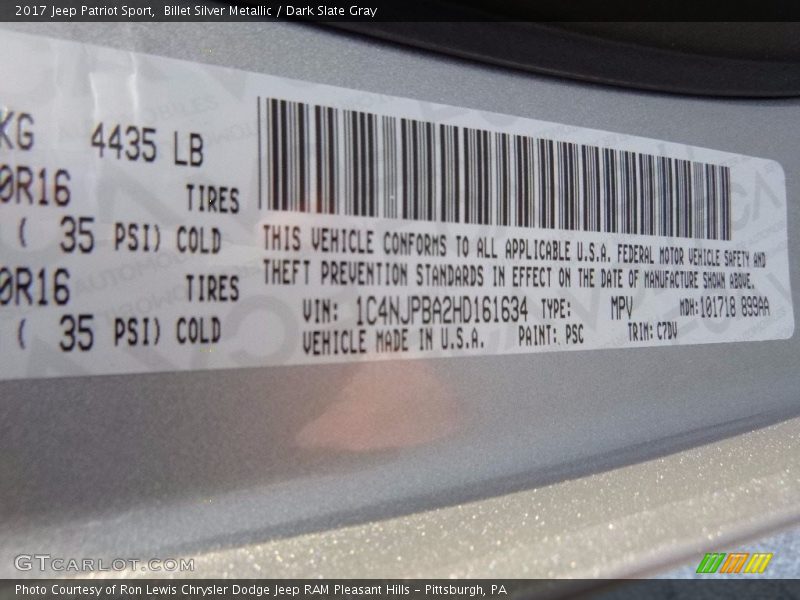 2017 Jeep Patriot Sport, Billet Silver Metallic / Dark Slate Gray
KG 4435 LB
0R16 TIRES
( 35 PSI) COLD
0R16 TIRES
( 35 PSI) COLD
THIS VEHICLE CONFORMS TO ALL APPLICABLE U.S.A. FEDERAL MOTOR VEHICLE SAFETY AND
THEFT PREVENTION STANDARDS IN EFFECT ON THE DATE OF MANUFACTURE SHOWN ABOVE.
VIN: 1C4NJPBA2HD161634 TYPE: MPV MDH:101718 899AA
VEHICLE MADE IN U.S.A. PAINT: PSC TRIM: C7DV
GTCARLOT.COM
Photo Courtesy of Ron Lewis Chrysler Dodge Jeep RAM Pleasant Hills - Pittsburgh, PA